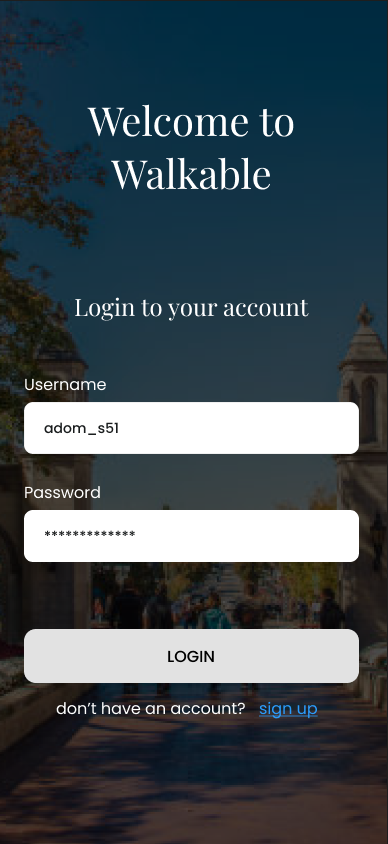 Welcome to
Walkable
Login to your account
Username
adom_s51
Password
*************
LOGIN
don’t have an account? sign up